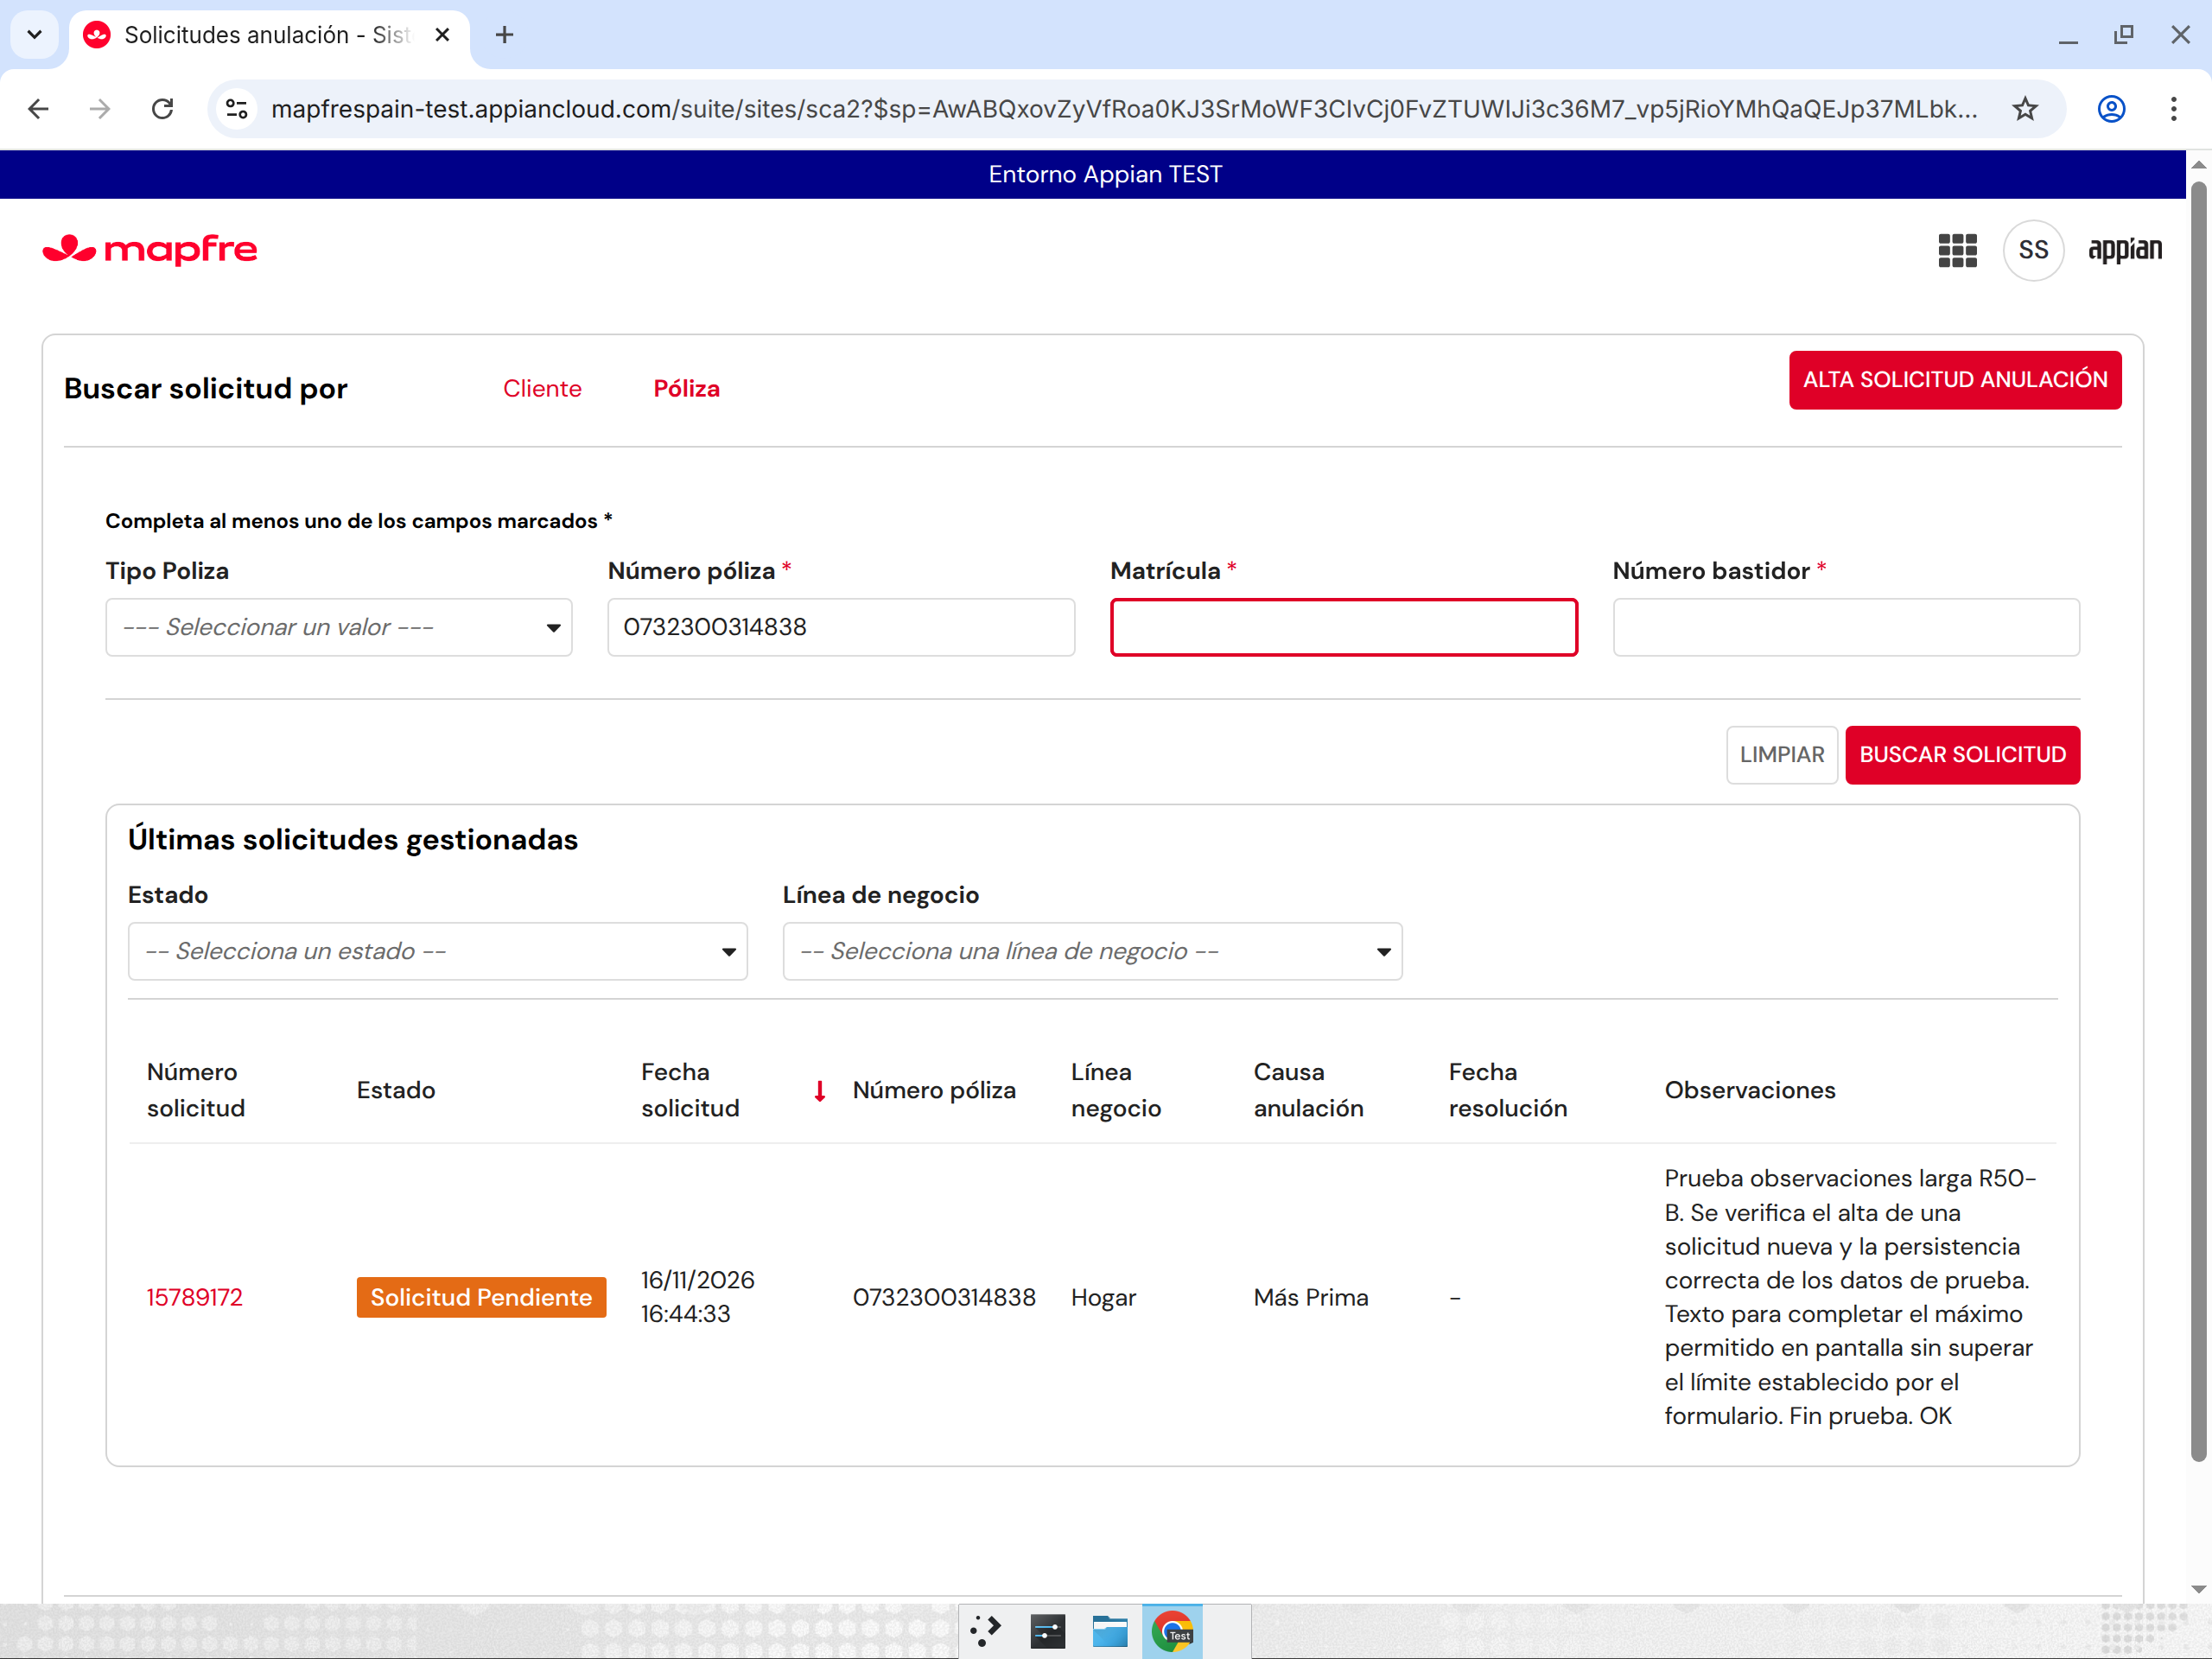 Solicitudes anulación - Sist
mapfrespain-test.appiancloud.com/suite/sites/sca2?$sp=AwABQxovZyVfRoa0KJ3SrMoWF3CIvCj0FvZTUWIJi3c36M7_vp5jRioYMhQaQEJp37MLbk...
Entorno Appian TEST
mapfre
SS
appian
Buscar solicitud por
Cliente
Póliza
ALTA SOLICITUD ANULACIÓN
Completa al menos uno de los campos marcados *
Tipo Poliza
Número póliza *
Matrícula *
Número bastidor *
--- Seleccionar un valor ---
0732300314838
LIMPIAR
BUSCAR SOLICITUD
Últimas solicitudes gestionadas
Estado
Línea de negocio
-- Selecciona un estado --
-- Selecciona una línea de negocio --
Número
solicitud
Estado
Fecha
solicitud
Número póliza
Línea
negocio
Causa
anulación
Fecha
resolución
Observaciones
15789172
Solicitud Pendiente
16/11/2026
16:44:33
0732300314838
Hogar
Más Prima
-
Prueba observaciones larga R50-
B. Se verifica el alta de una
solicitud nueva y la persistencia
correcta de los datos de prueba.
Texto para completar el máximo
permitido en pantalla sin superar
el límite establecido por el
formulario. Fin prueba. OK
Test